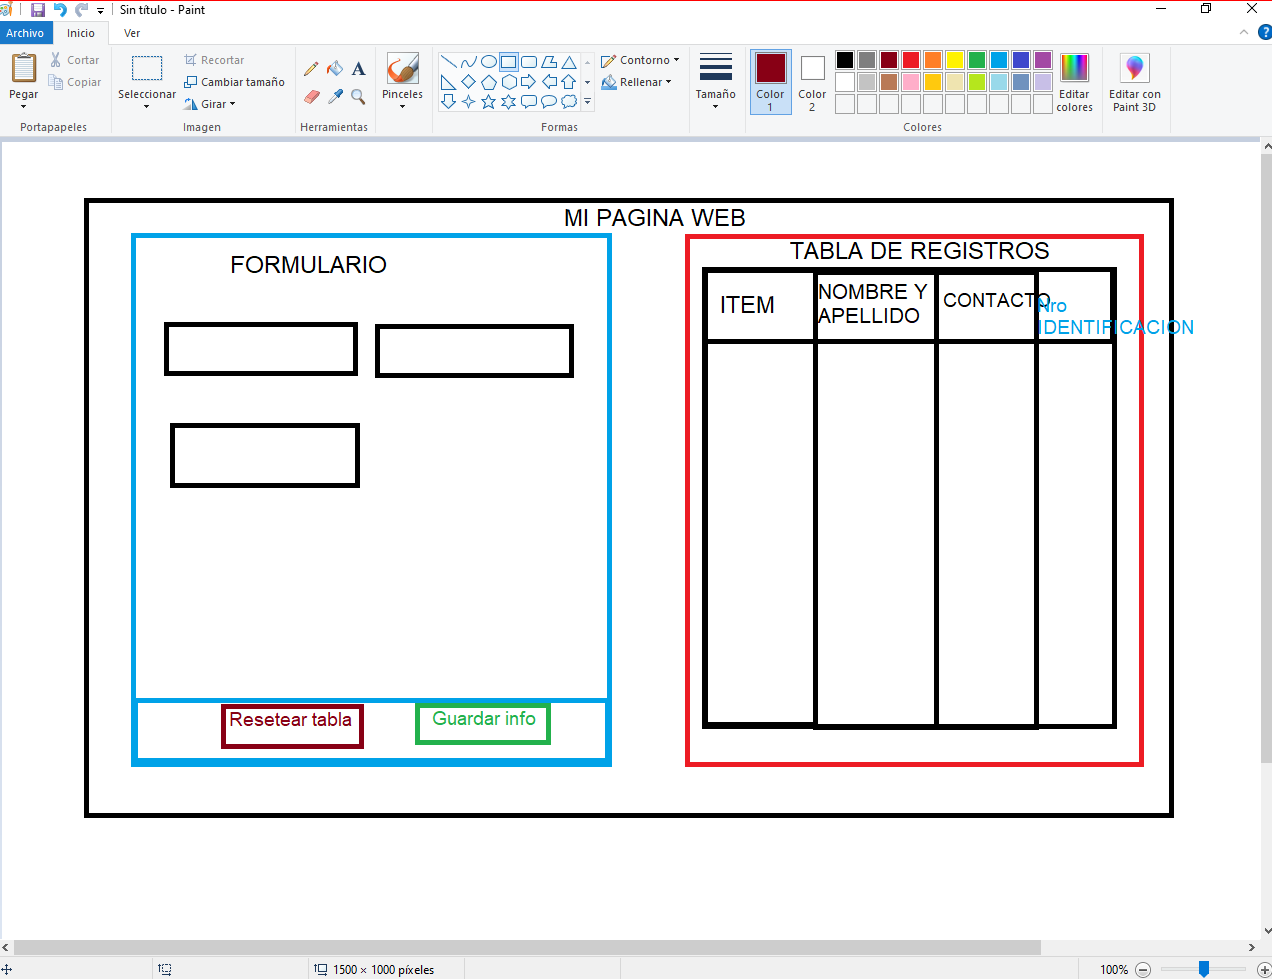 Sin título - Paint
Archivo Inicio Ver
Pegar
Cortar
Copiar
Portapapeles
Seleccionar
Recortar
Cambiar tamaño
Girar
Imagen
A
Herramientas
Pinceles
Contorno
Rellenar
Formas
Tamaño
Color
1
Color
2
Editar
colores
Colores
Editar con
Paint 3D
MI PAGINA WEB
FORMULARIO
Resetear tabla
Guardar info
TABLA DE REGISTROS
ITEM
NOMBRE Y
APELLIDO
CONTACTO
Nro
IDENTIFICACION
1500 × 1000 píxeles
100%